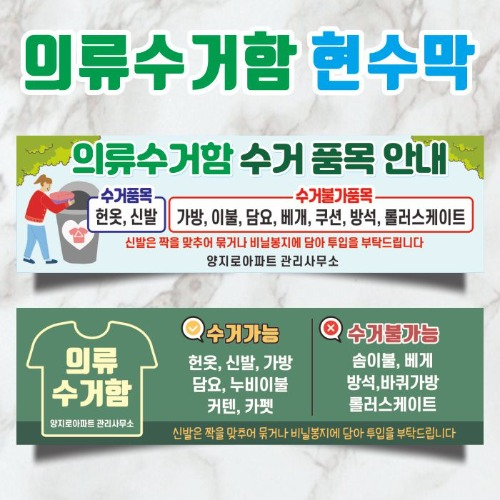 의류수거함 현수막
의류수거함 수거 품목 안내
수거품목
헌옷, 신발
수거불가품목
가방, 이불, 담요, 베개, 쿠션, 방석, 롤러스케이트
신발은 짝을 맞추어 묶거나 비닐봉지에 담아 투입을 부탁드립니다
양지로아파트 관리사무소
의류
수거함
양지로아파트 관리사무소
수거가능
헌옷, 신발, 가방
담요, 누비이불
커텐, 카펫
수거불가능
솜이불, 베게
방석,바퀴가방
롤러스케이트
신발은 짝을 맞추어 묶거나 비닐봉지에 담아 투입을 부탁드립니다